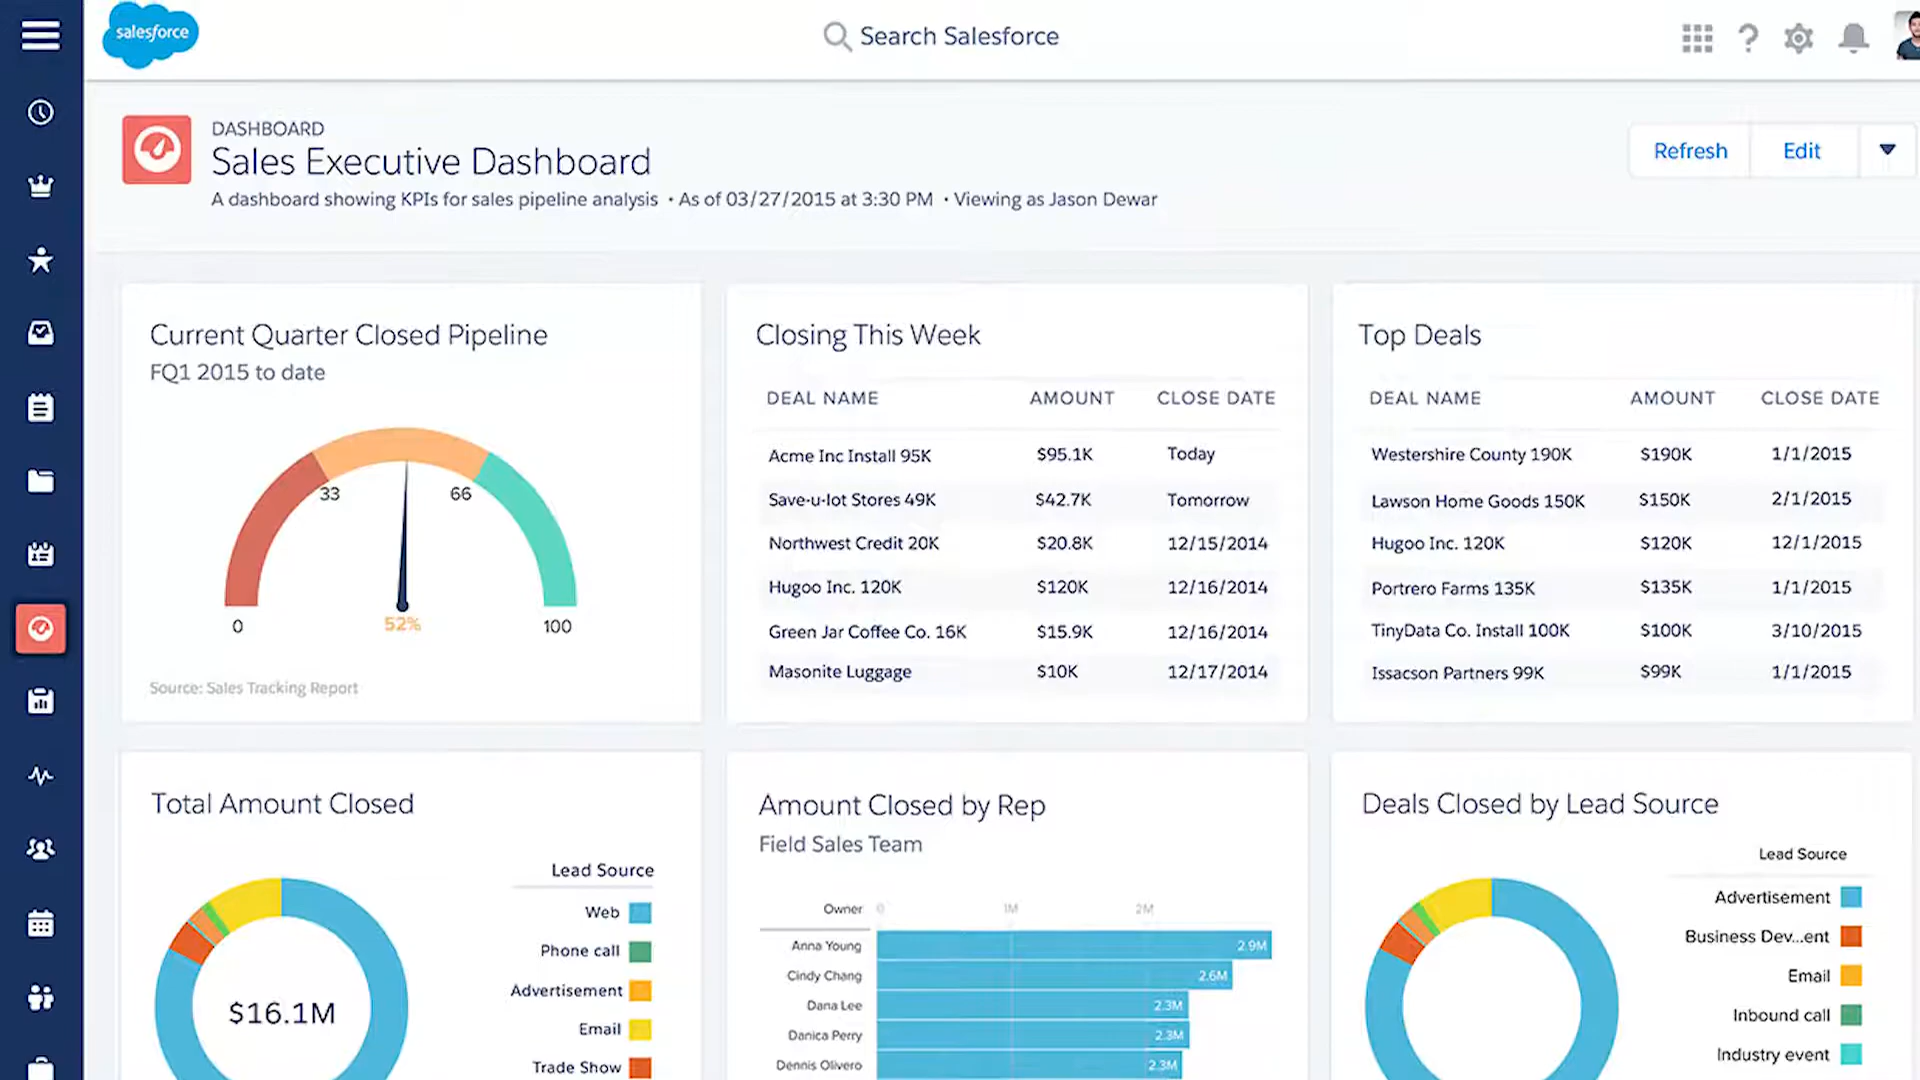 salesforce
Search Salesforce
DASHBOARD
Sales Executive Dashboard
A dashboard showing KPIs for sales pipeline analysis • As of 03/27/2015 at 3:30 PM • Viewing as Jason Dewar
Refresh
Edit
Current Quarter Closed Pipeline
FQ1 2015 to date
33
66
0
52%
100
Source: Sales Tracking Report
Closing This Week
DEAL NAME AMOUNT CLOSE DATE
Acme Inc Install 95K $95.1K Today
Save-u-lot Stores 49K $42.7K Tomorrow
Northwest Credit 20K $20.8K 12/15/2014
Hugoo Inc. 120K $120K 12/16/2014
Green Jar Coffee Co. 16K $15.9K 12/16/2014
Masonite Luggage $10K 12/17/2014
Top Deals
DEAL NAME AMOUNT CLOSE DATE
Westershire County 190K $190K 1/1/2015
Lawson Home Goods 150K $150K 2/1/2015
Hugoo Inc. 120K $120K 12/1/2015
Portrero Farms 135K $135K 1/1/2015
TinyData Co. Install 100K $100K 3/10/2015
Issacson Partners 99K $99K 1/1/2015
Total Amount Closed
Lead Source
Web
Phone call
Advertisement
Email
Trade Show
$16.1M
Amount Closed by Rep
Field Sales Team
Owner 0 1M 2M
Anna Young 2.9M
Cindy Chang 2.6M
Dana Lee 2.3M
Danica Perry 2.3M
Dennis Olivero 2.3M
Deals Closed by Lead Source
Lead Source
Advertisement
Business Dev...ent
Email
Inbound call
Industry event